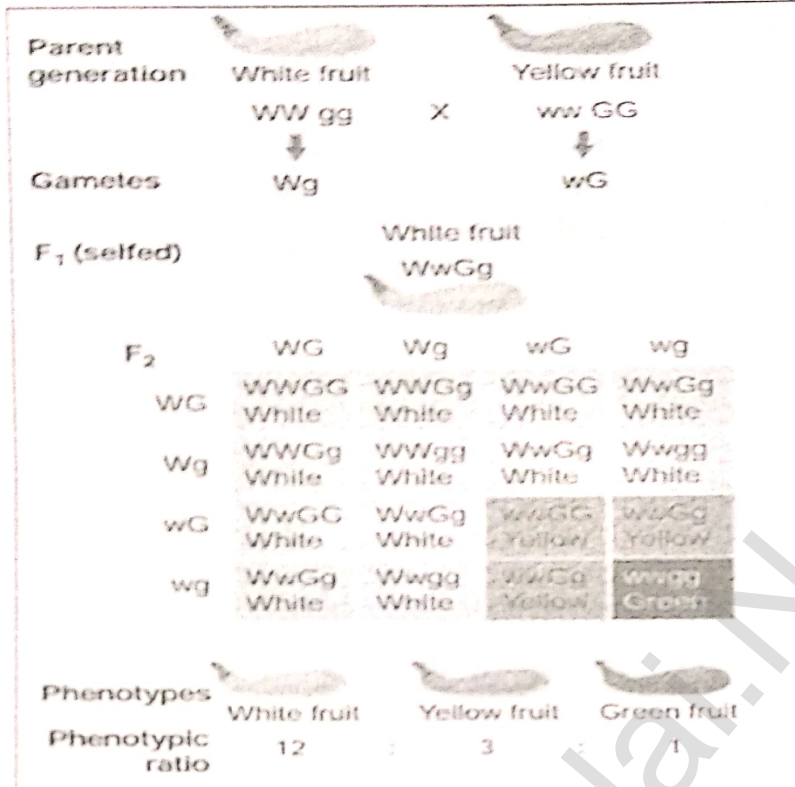 Parent
generation
White fruit Yellow fruit
WW gg X ww GG
Gametes Wg wG
White fruit
F₁ (selfed)
WwGg
F₂ WG Wg wG wg
WG WWGG WWGg WwGG WwGg
White White White White
Wg WWGg WWgg WwGg Wwgg
White White White White
wG WwGG WwGg wwGG wwGg
White White Yellow Yellow
wg WwGg Wwgg wwGg wwgg
White White Yellow Green
Phenotypes
White fruit Yellow fruit Green fruit
Phenotypic
ratio
12 : 3 : 1